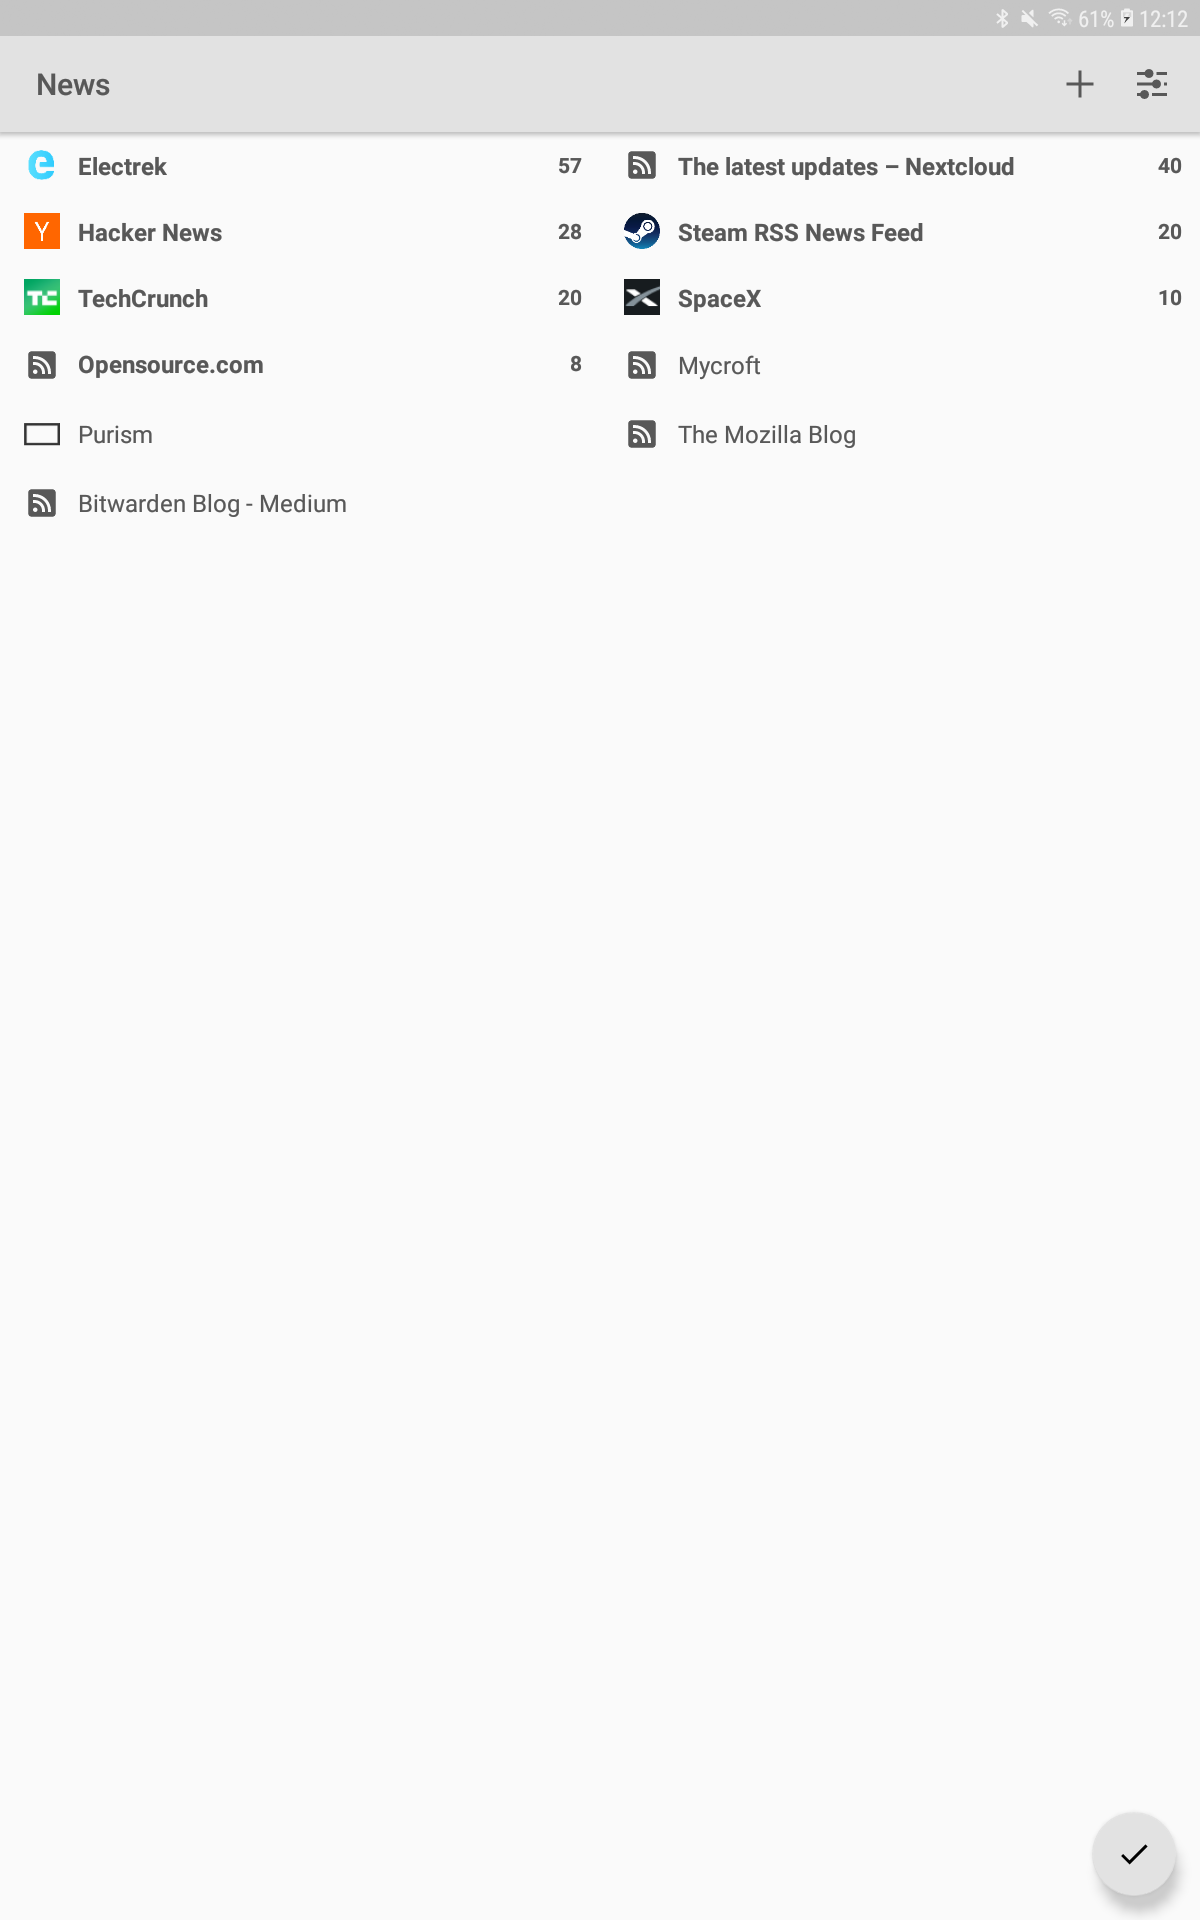 61% 12:12
News
Electrek 57
The latest updates – Nextcloud 40
Y Hacker News 28
Steam RSS News Feed 20
TC TechCrunch 20
SpaceX 10
Opensource.com 8
Mycroft
Purism
The Mozilla Blog
Bitwarden Blog - Medium